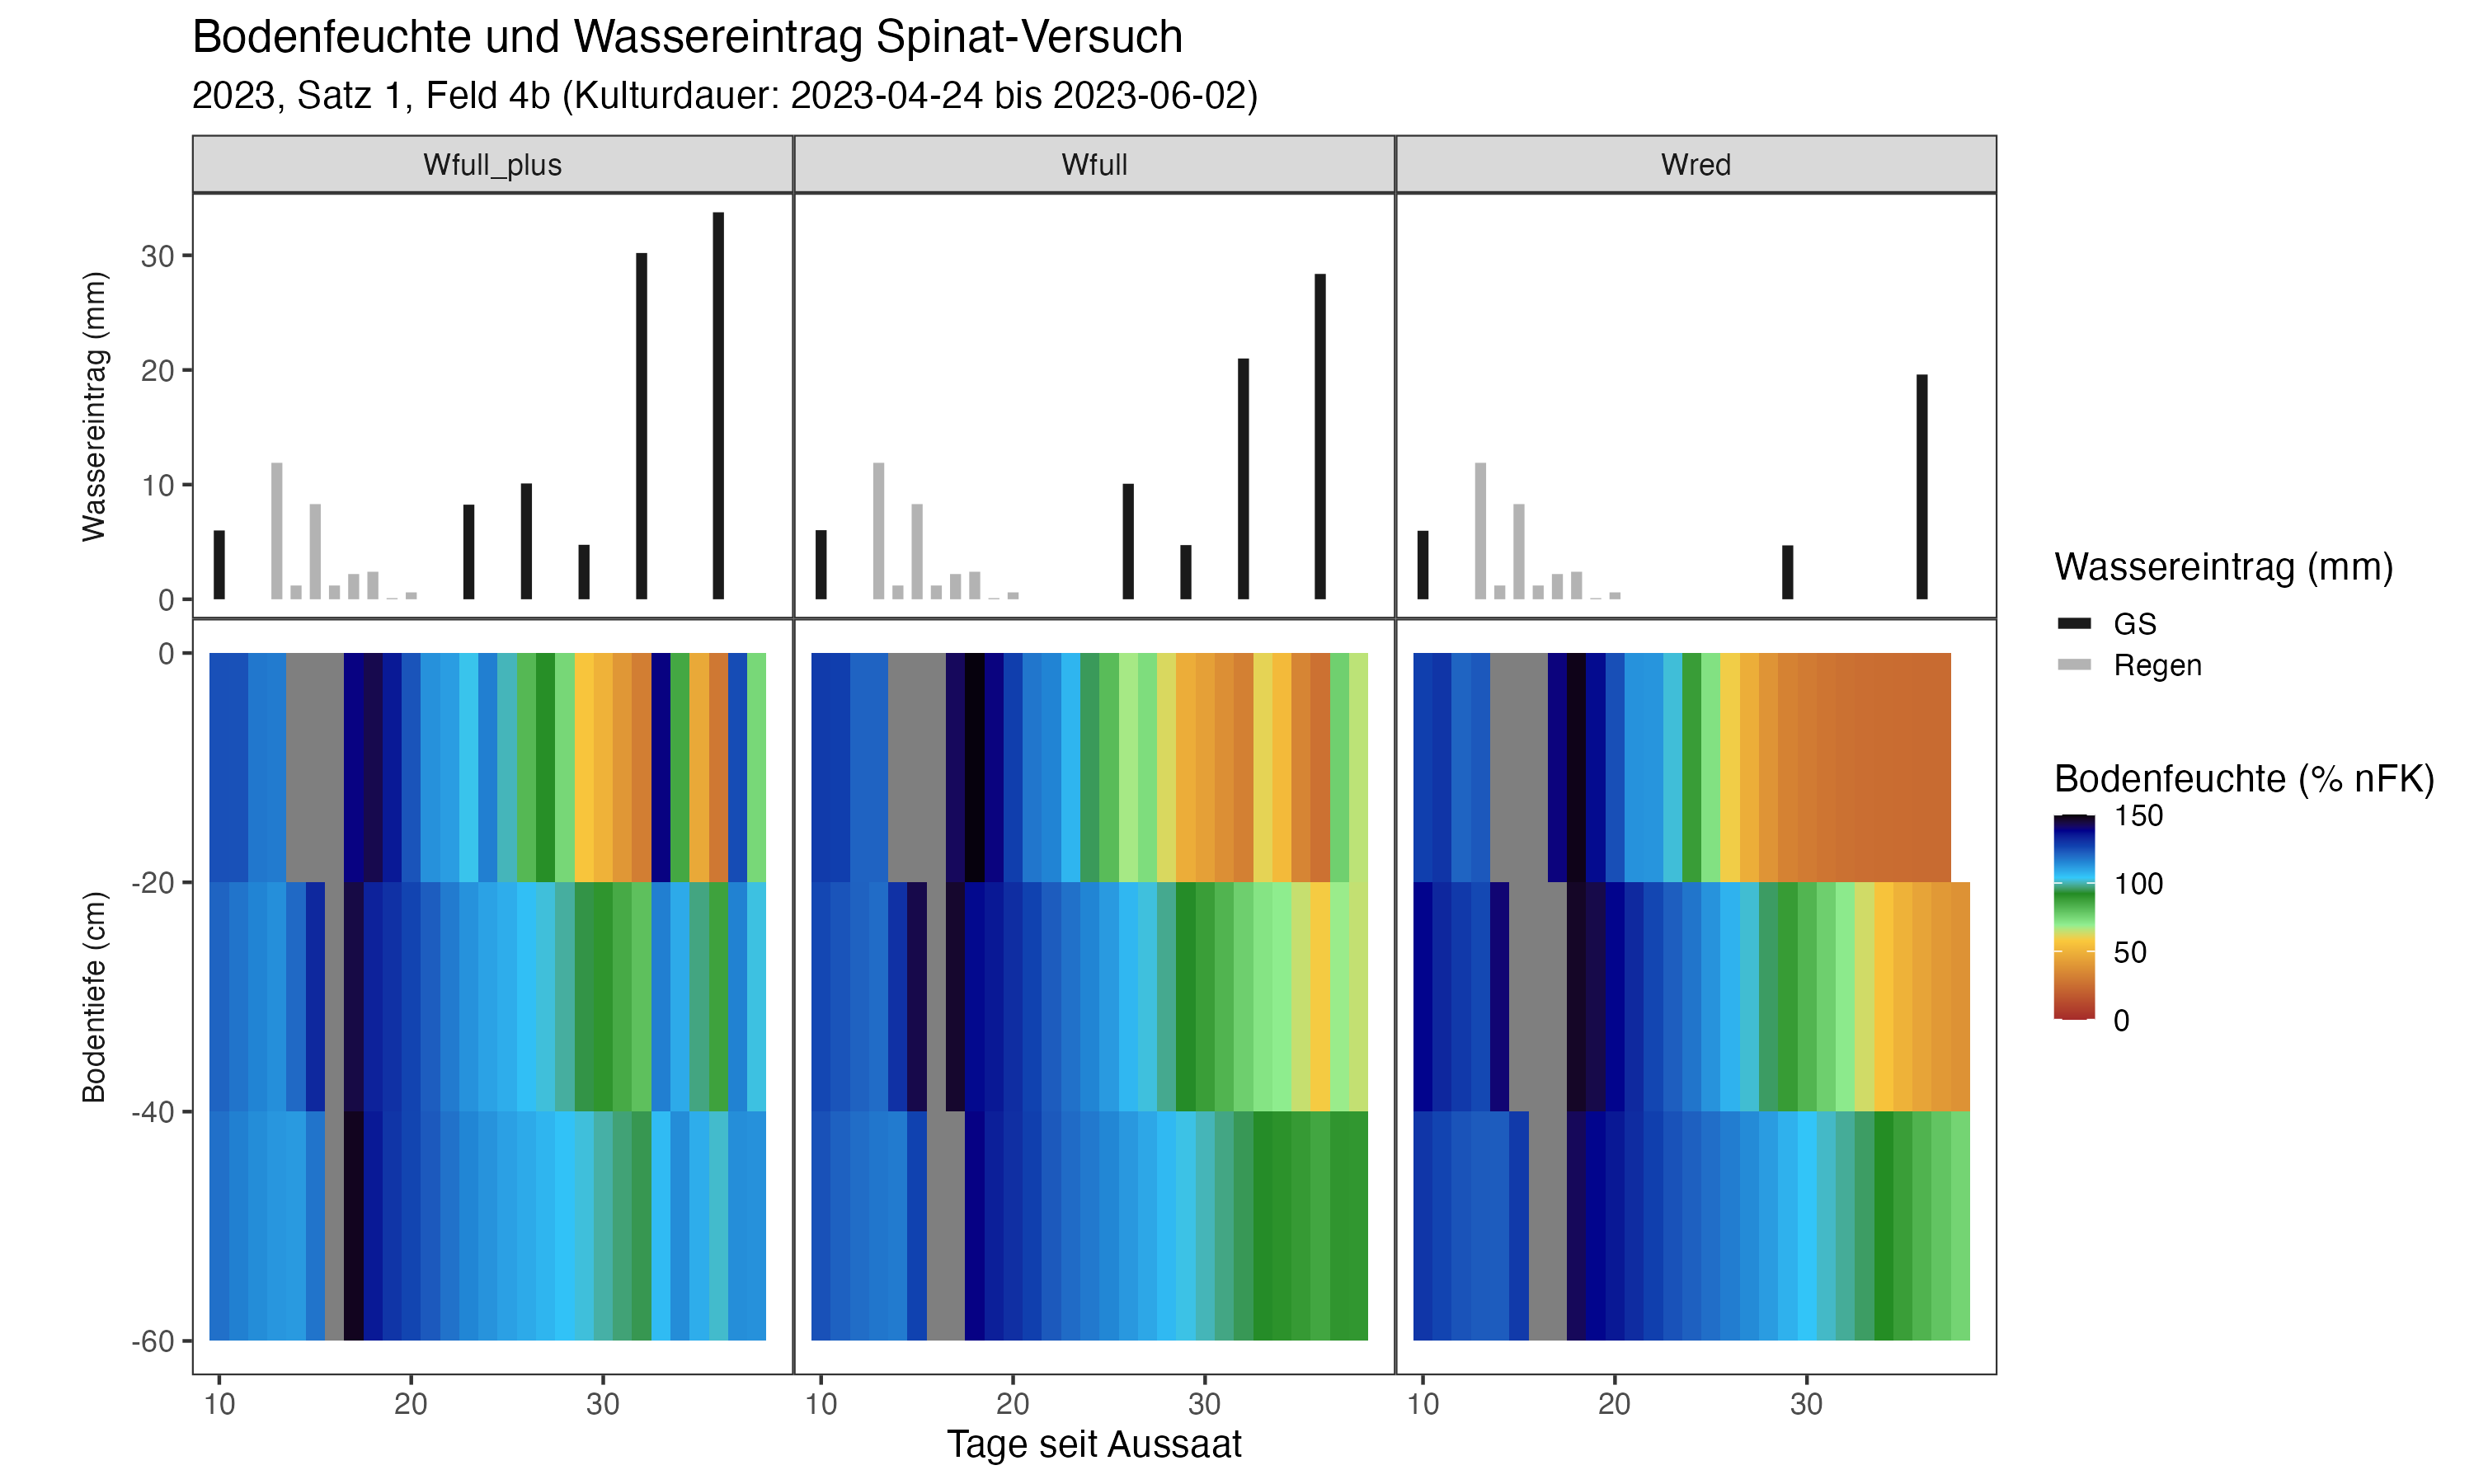 Bodenfeuchte und Wassereintrag Spinat-Versuch
2023, Satz 1, Feld 4b (Kulturdauer: 2023-04-24 bis 2023-06-02)
Wfull_plus
Wfull
Wred
Wassereintrag (mm)
30
20
10
0
Bodentiefe (cm)
0
-20
-40
-60
10
20
30
10
20
30
10
20
30
Tage seit Aussaat
Wassereintrag (mm)
GS
Regen
Bodenfeuchte (% nFK)
150
100
50
0